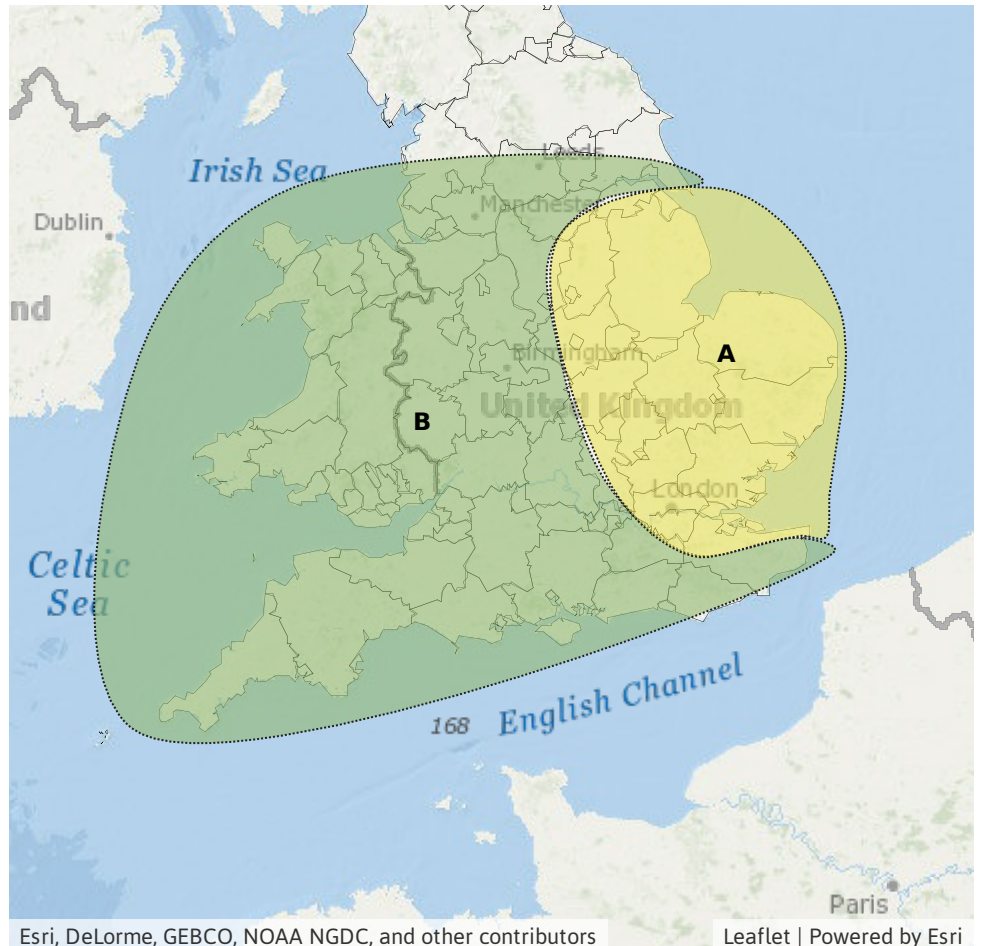 Leeds
Irish Sea
Manchester
Dublin
nd
A
Birmingham
United Kingdom
B
London
Celtic
Sea
English Channel
168
Paris
Esri, DeLorme, GEBCO, NOAA NGDC, and other contributors
Leaflet | Powered by Esri